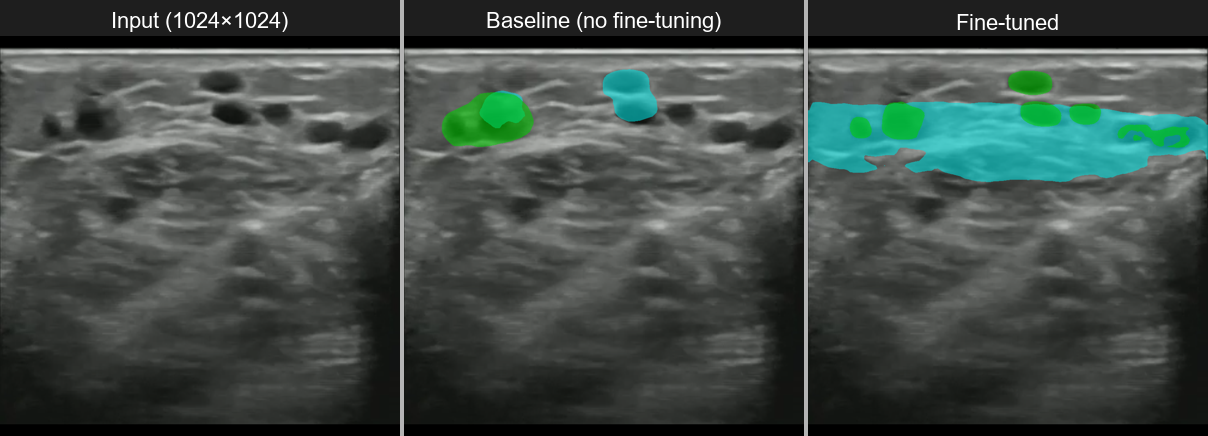 Input (1024×1024)
Baseline (no fine-tuning)
Fine-tuned